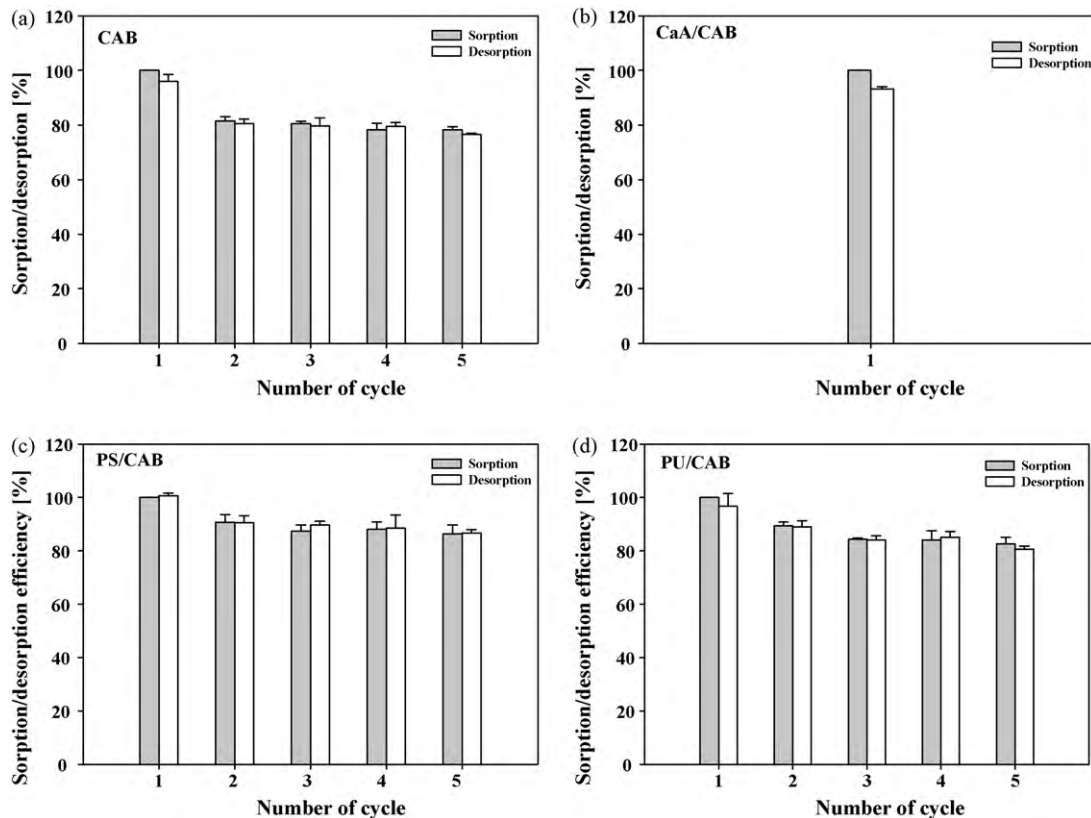 (a)
CAB
Sorption
Desorption
Sorption/desorption [%]
120
100
80
60
40
20
0
1 2 3 4 5
Number of cycle
(b)
CaA/CAB
Sorption
Desorption
Sorption/desorption [%]
120
100
80
60
40
20
0
1
Number of cycle
(c)
PS/CAB
Sorption
Desorption
Sorption/desorption efficiency [%]
120
100
80
60
40
20
0
1 2 3 4 5
Number of cycle
(d)
PU/CAB
Sorption
Desorption
Sorption/desorption efficiency [%]
120
100
80
60
40
20
0
1 2 3 4 5
Number of cycle